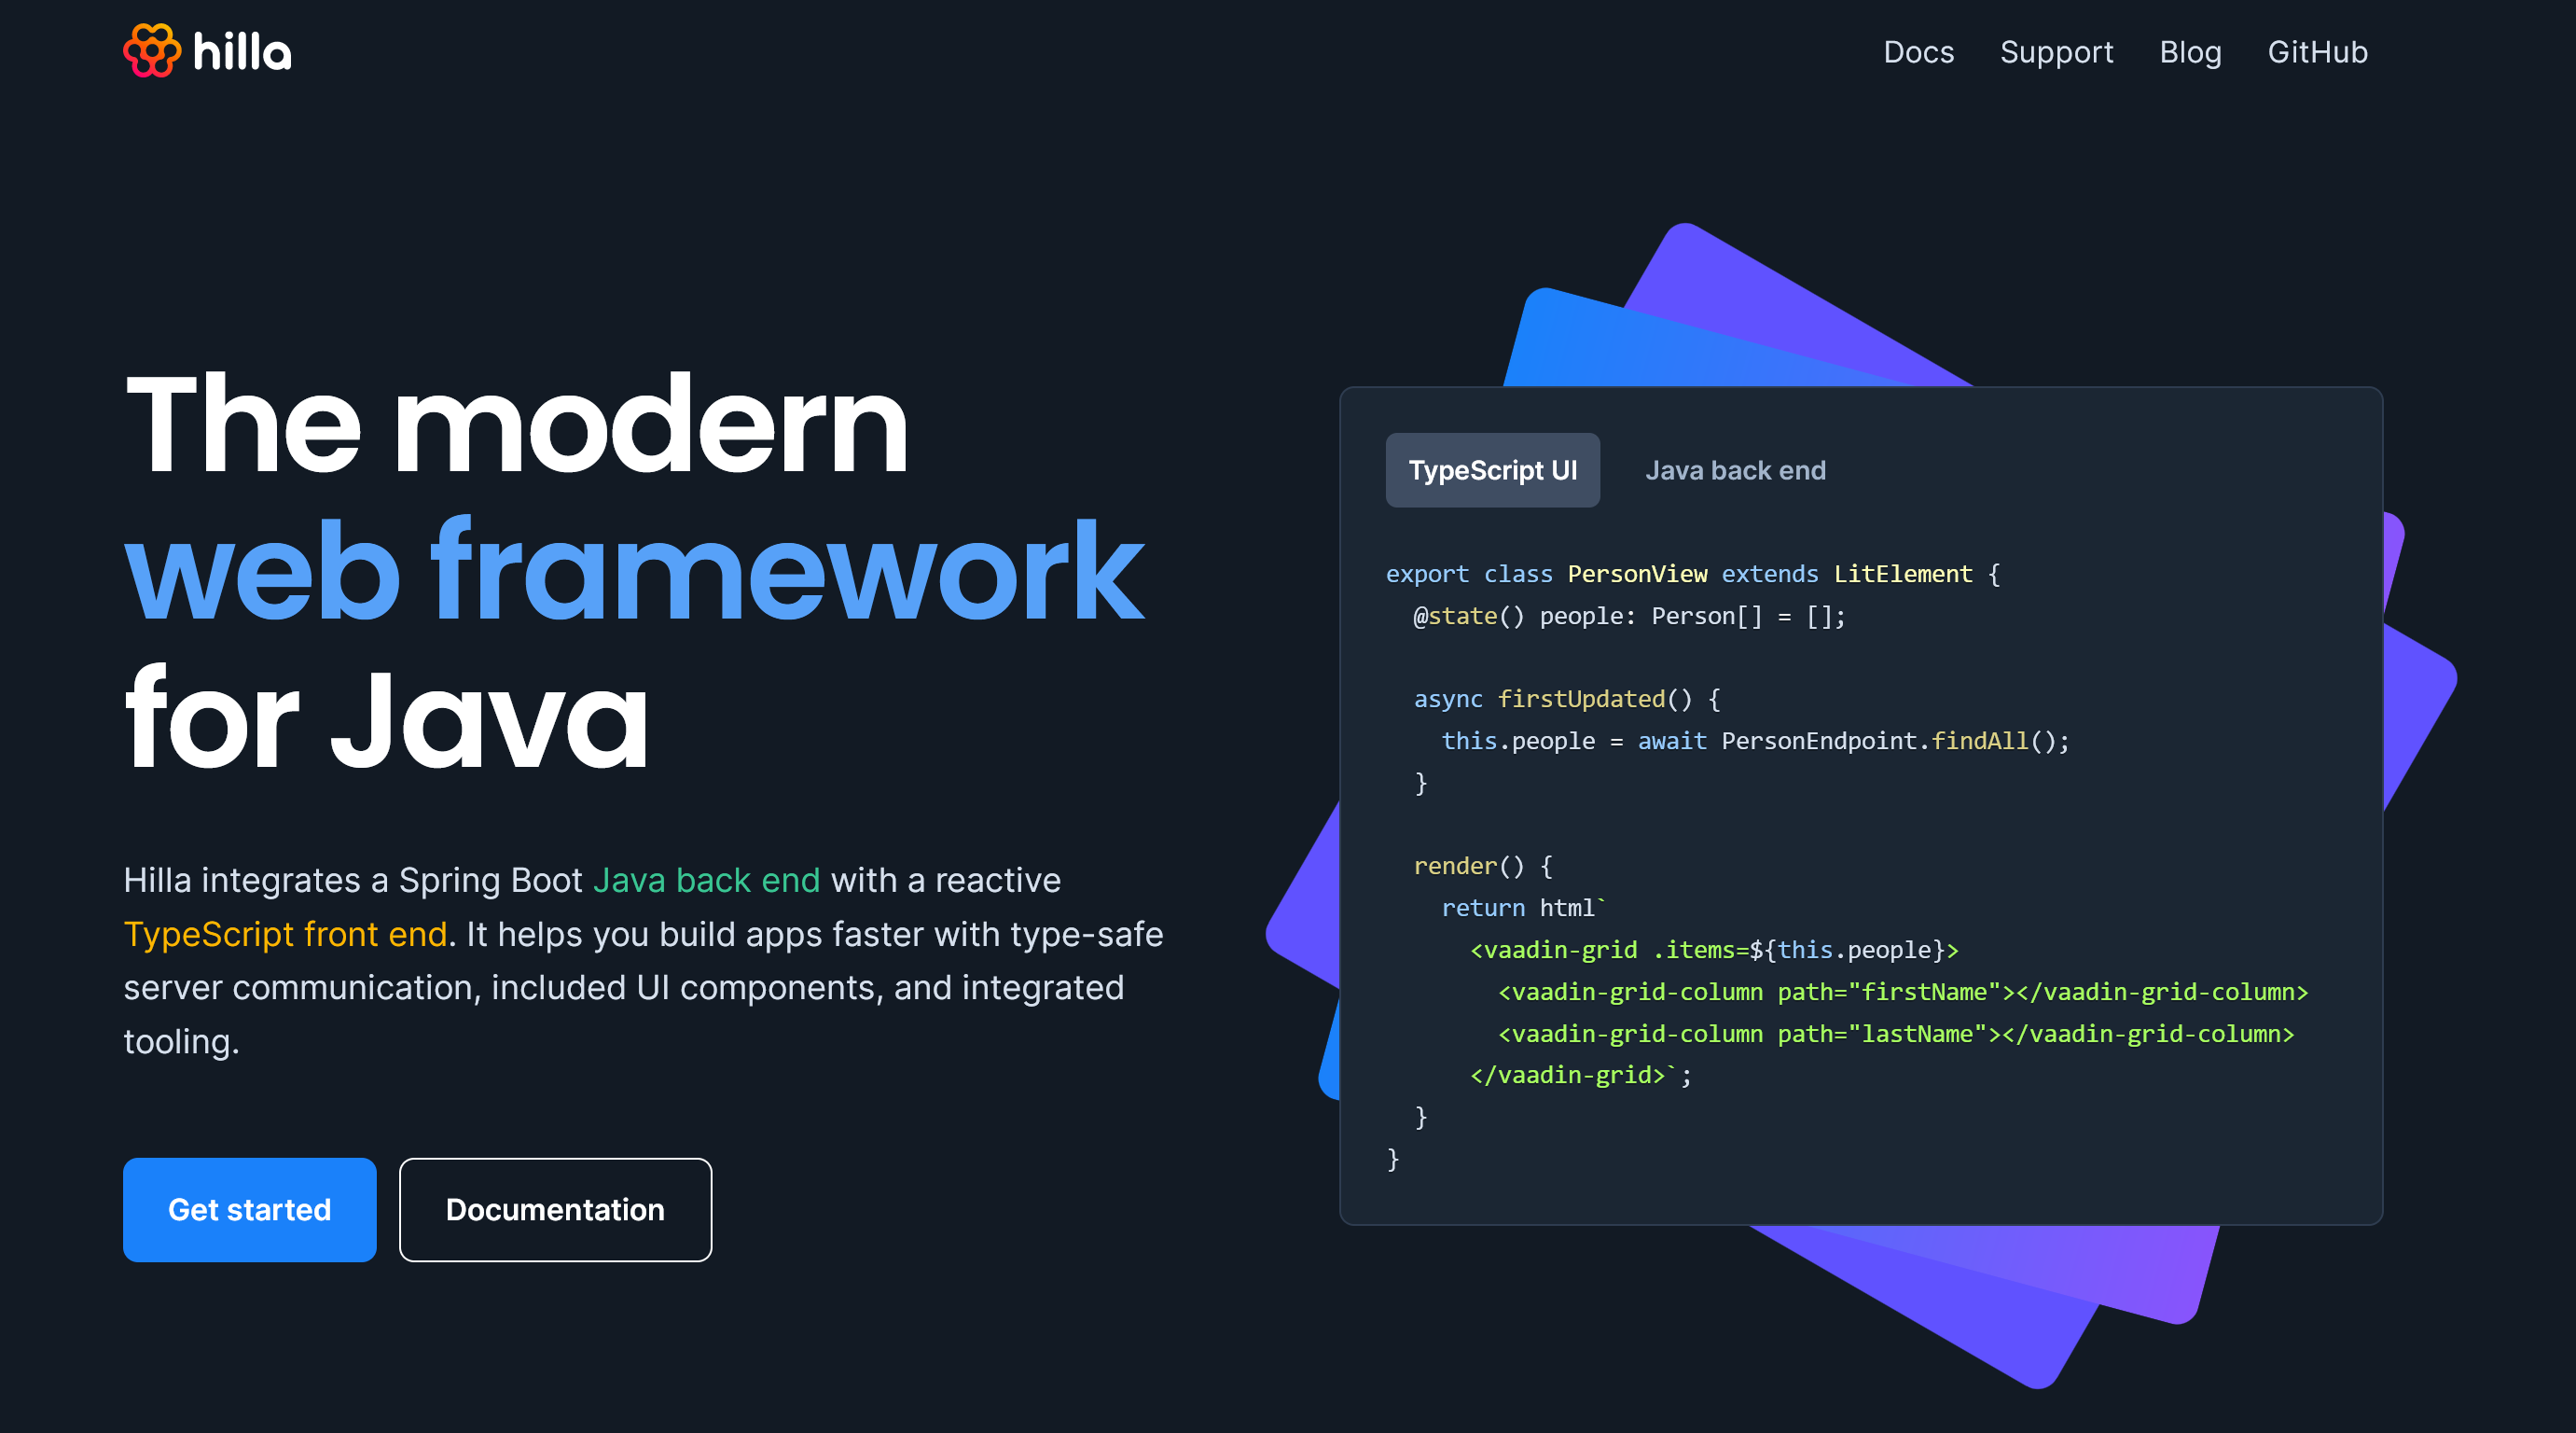 hilla
Docs Support Blog GitHub
The modern
web framework
for Java
Hilla integrates a Spring Boot Java back end with a reactive
TypeScript front end. It helps you build apps faster with type-safe
server communication, included UI components, and integrated
tooling.
Get started Documentation
TypeScript UI Java back end
export class PersonView extends LitElement {
  @state() people: Person[] = [];
  async firstUpdated() {
    this.people = await PersonEndpoint.findAll();
  }
  render() {
    return html`
      <vaadin-grid .items=${this.people}>
        <vaadin-grid-column path="firstName"></vaadin-grid-column>
        <vaadin-grid-column path="lastName"></vaadin-grid-column>
      </vaadin-grid>`;
  }
}